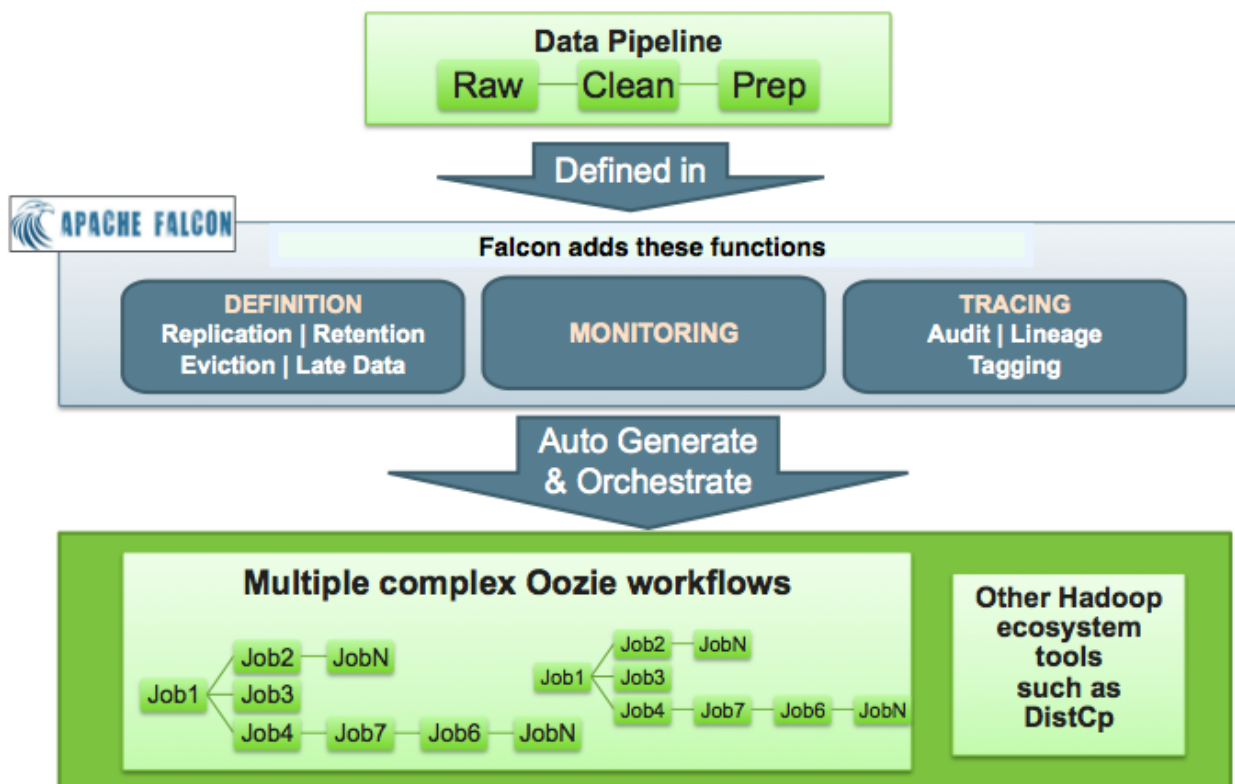 Data Pipeline
Raw Clean Prep
Defined in
APACHE FALCON
Falcon adds these functions
DEFINITION
Replication | Retention
Eviction | Late Data
MONITORING
TRACING
Audit | Lineage
Tagging
Auto Generate
& Orchestrate
Multiple complex Oozie workflows
Job2 JobN
Job1
Job3
Job4 Job7 Job6 JobN
Job2 JobN
Job1
Job3
Job4 Job7 Job6 JobN
Other Hadoop
ecosystem
tools
such as
DistCp